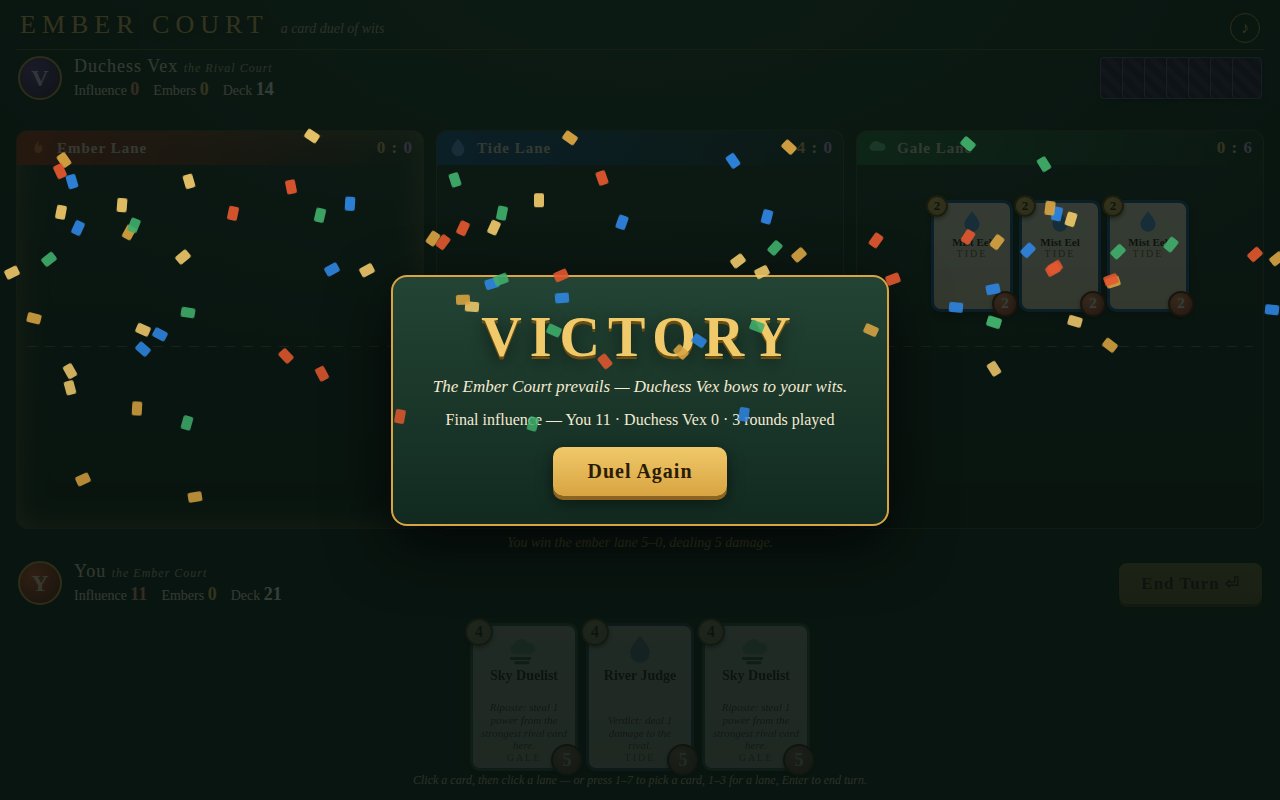 EMBER COURT a card duel of wits
♪
V
Duchess Vex the Rival Court
Influence 0 Embers 0 Deck 14
Ember Lane 0 : 0
Tide Lane 4 : 0
Gale Lane 0 : 6
2 2 2
Mist Eel Mist Eel Mist Eel
TIDE TIDE TIDE
2 2 2
VICTORY
The Ember Court prevails — Duchess Vex bows to your wits.
Final influence — You 11 · Duchess Vex 0 · 3 rounds played
Duel Again
You win the ember lane 5–0, dealing 5 damage.
Y
You the Ember Court
Influence 11 Embers 0 Deck 21
End Turn ⏎
4
Sky Duelist
Riposte: steal 1
power from the
strongest rival card
here.
GALE
5
4
River Judge
Verdict: deal 1
damage to the
rival.
TIDE
5
4
Sky Duelist
Riposte: steal 1
power from the
strongest rival card
here.
GALE
5
Click a card, then click a lane — or press 1–7 to pick a card, 1–3 for a lane, Enter to end turn.